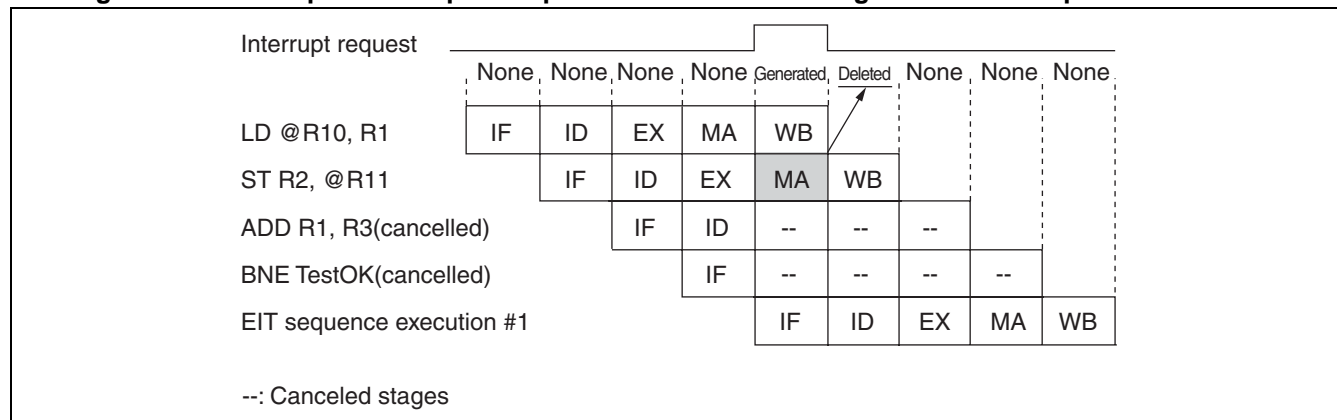 Interrupt request
None None None None Generated Deleted None None None
LD @R10, R1 IF ID EX MA WB
ST R2, @R11 IF ID EX MA WB
ADD R1, R3(cancelled) IF ID -- -- --
BNE TestOK(cancelled) IF -- -- -- --
EIT sequence execution #1 IF ID EX MA WB
--: Canceled stages